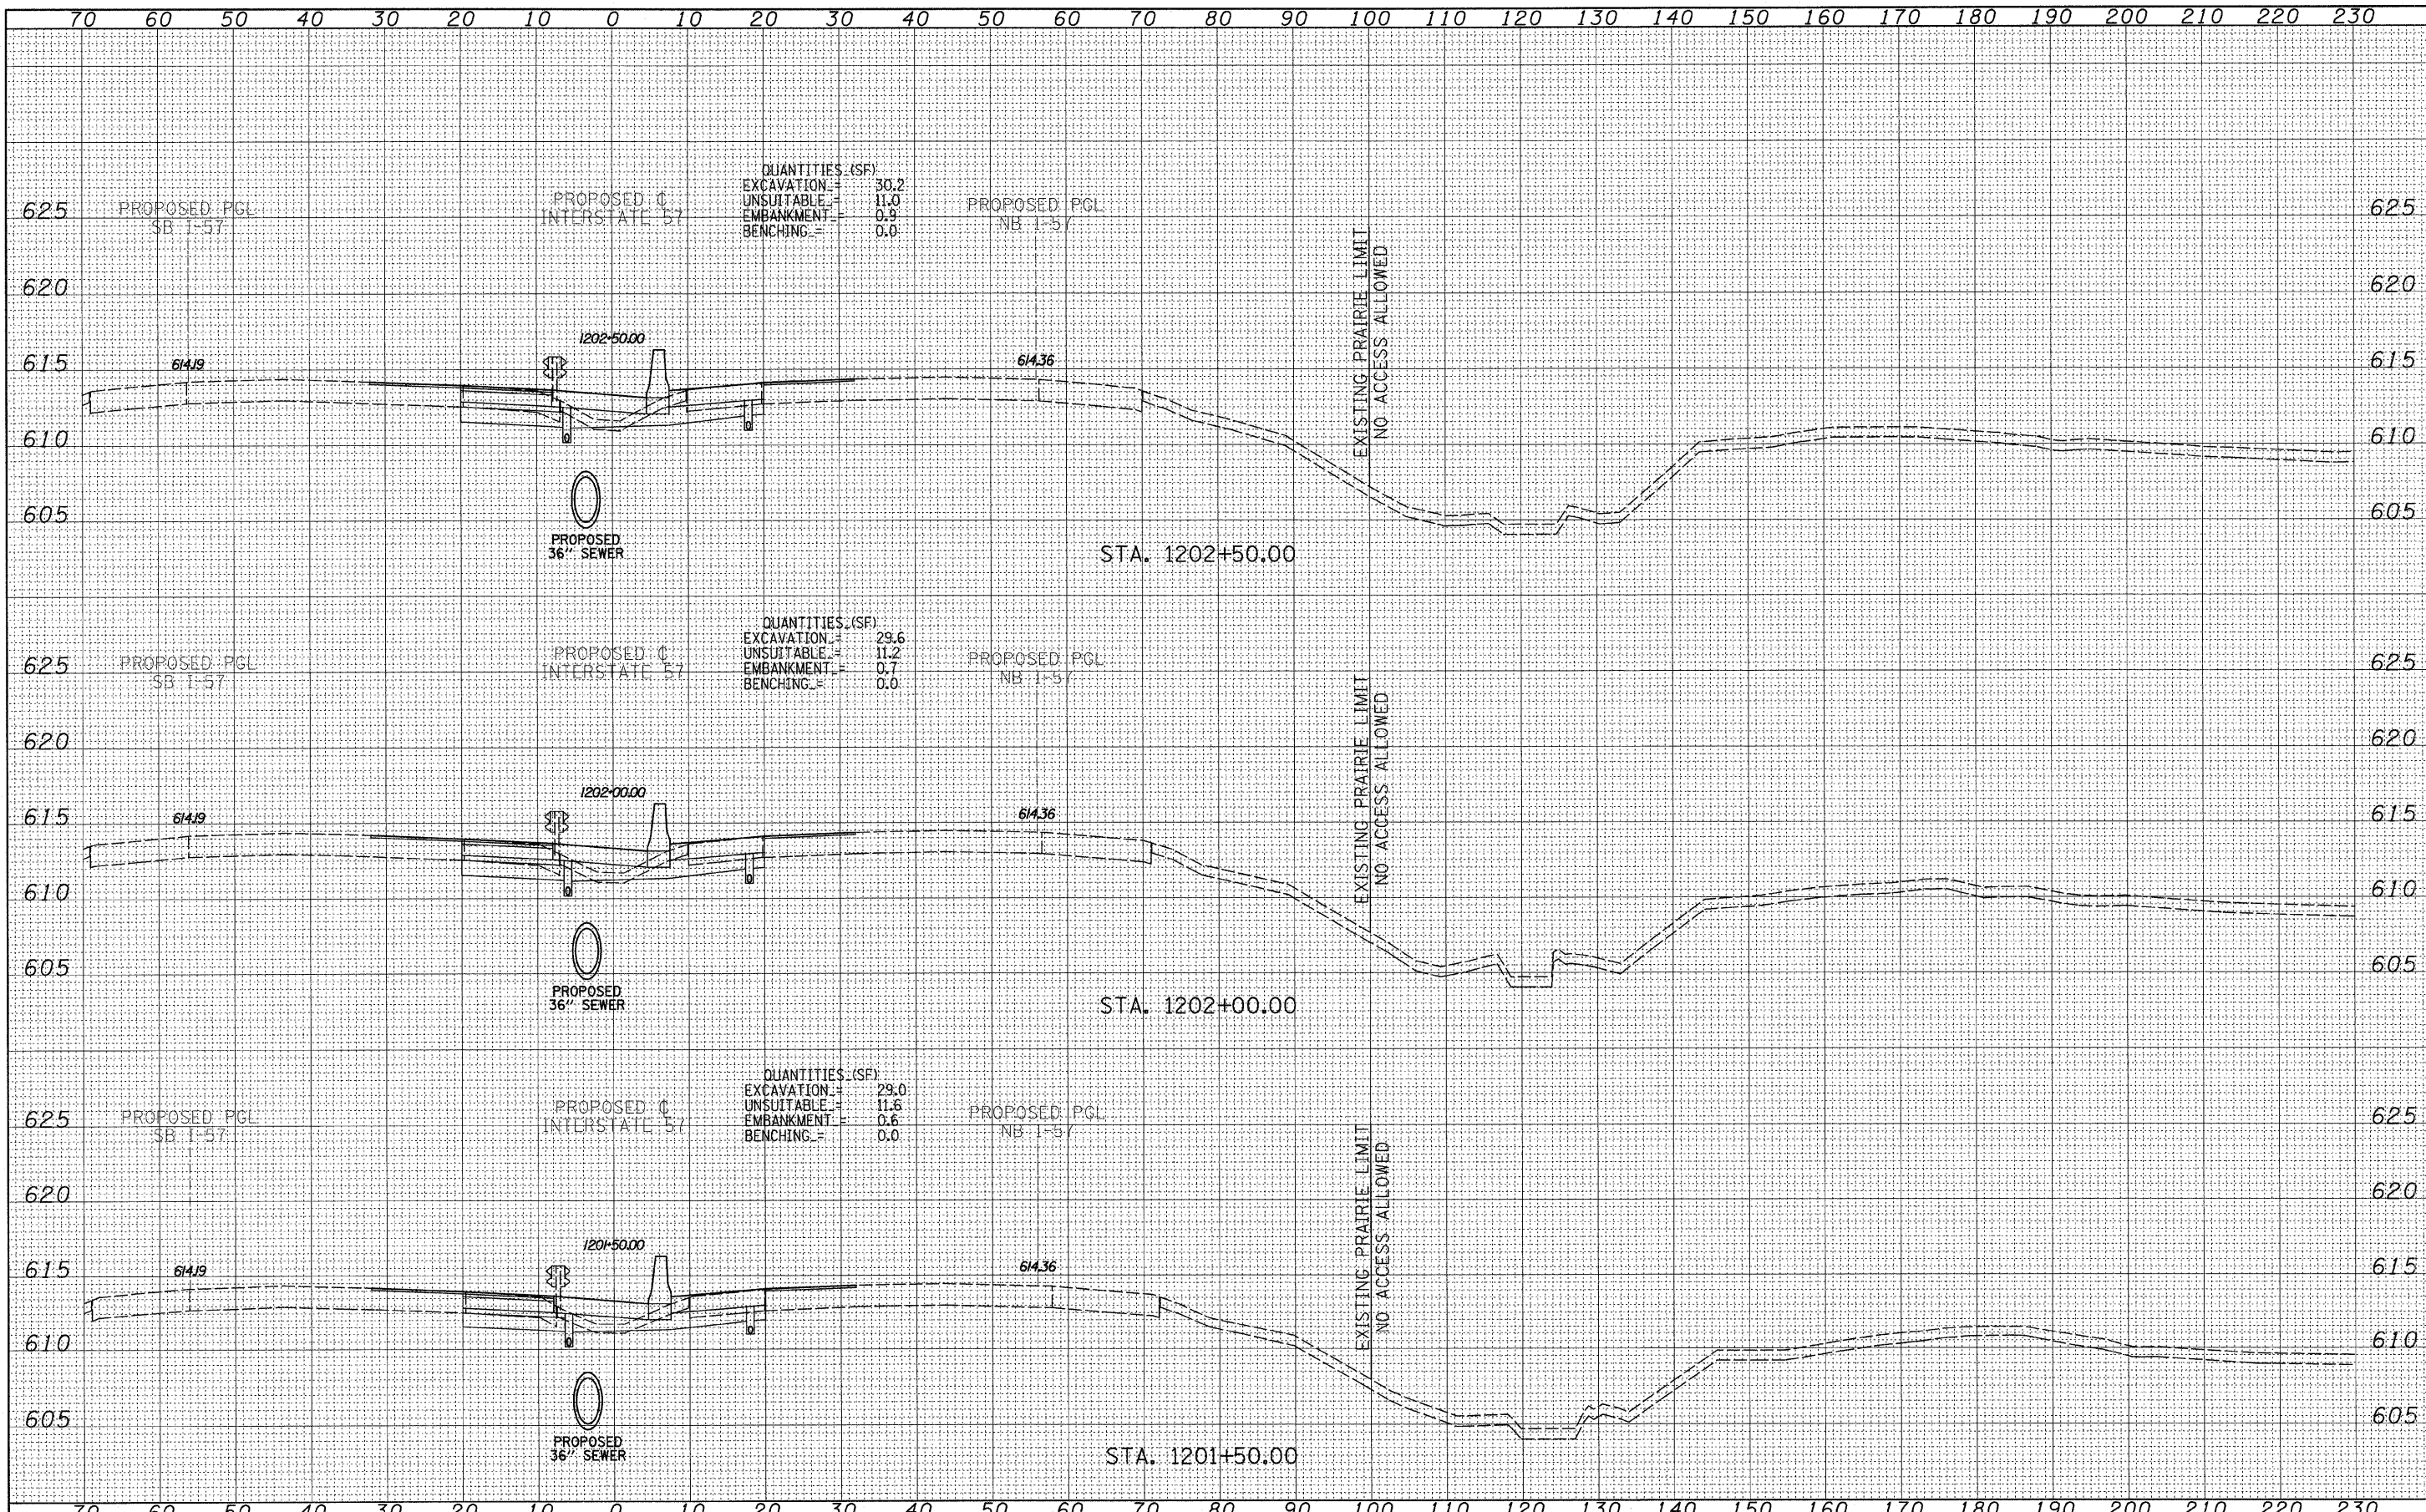 70 60 50 40 30 20 10 0 10 20 30 40 50 60 70 80 90 100 110 120 130 140 150 160 170 180 190 200 210 220 230
QUANTITIES (SF)
EXCAVATION = 30.2
UNSUITABLE = 11.0
EMBANKMENT = 0.9
BENCHING = 0.0
PROPOSED PGL
SB I-57
PROPOSED ℄
INTERSTATE 57
PROPOSED PGL
NB I-57
EXISTING PRAIRIE LIMIT
NO ACCESS ALLOWED
625 625
620 620
615 615
610 610
605 605
614.19
1202+50.00
614.36
PROPOSED
36" SEWER
STA. 1202+50.00
QUANTITIES (SF)
EXCAVATION = 29.6
UNSUITABLE = 11.2
EMBANKMENT = 0.7
BENCHING = 0.0
PROPOSED PGL
SB I-57
PROPOSED ℄
INTERSTATE 57
PROPOSED PGL
NB I-57
EXISTING PRAIRIE LIMIT
NO ACCESS ALLOWED
625 625
620 620
615 615
610 610
605 605
614.19
1202+00.00
614.36
PROPOSED
36" SEWER
STA. 1202+00.00
QUANTITIES (SF)
EXCAVATION = 29.0
UNSUITABLE = 11.6
EMBANKMENT = 0.6
BENCHING = 0.0
PROPOSED PGL
SB I-57
PROPOSED ℄
INTERSTATE 57
PROPOSED PGL
NB I-57
EXISTING PRAIRIE LIMIT
NO ACCESS ALLOWED
625 625
620 620
615 615
610 610
605 605
614.19
1201+50.00
614.36
PROPOSED
36" SEWER
STA. 1201+50.00
70 60 50 40 30 20 10 0 10 20 30 40 50 60 70 80 90 100 110 120 130 140 150 160 170 180 190 200 210 220 230